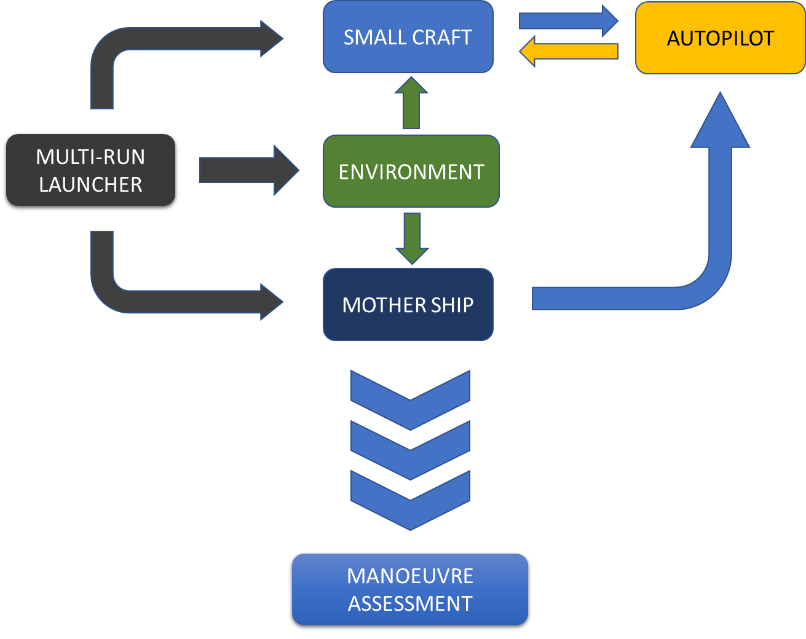 SMALL CRAFT
AUTOPILOT
MULTI-RUN
LAUNCHER
ENVIRONMENT
MOTHER SHIP
MANOEUVRE
ASSESSMENT